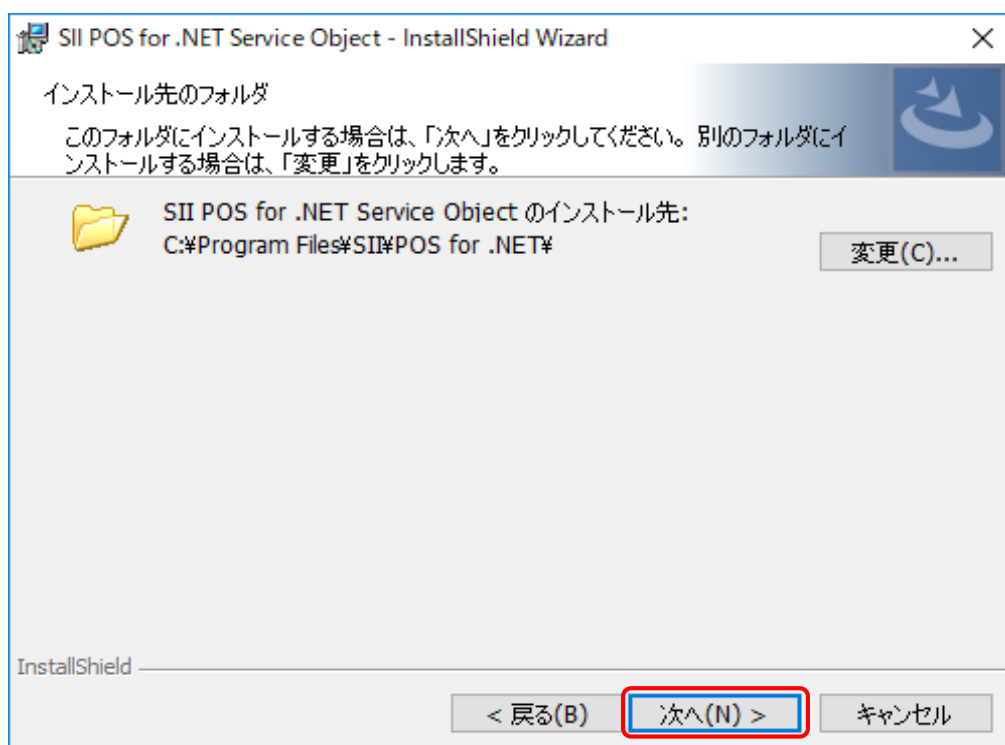 SII POS for .NET Service Object - InstallShield Wizard
インストール先のフォルダ
このフォルダにインストールする場合は、「次へ」をクリックしてください。別のフォルダにイ
ンストールする場合は、「変更」をクリックします。
SII POS for .NET Service Object のインストール先:
C:¥Program Files¥SII¥POS for .NET¥
変更(C)...
InstallShield
< 戻る(B)
次へ(N) >
キャンセル